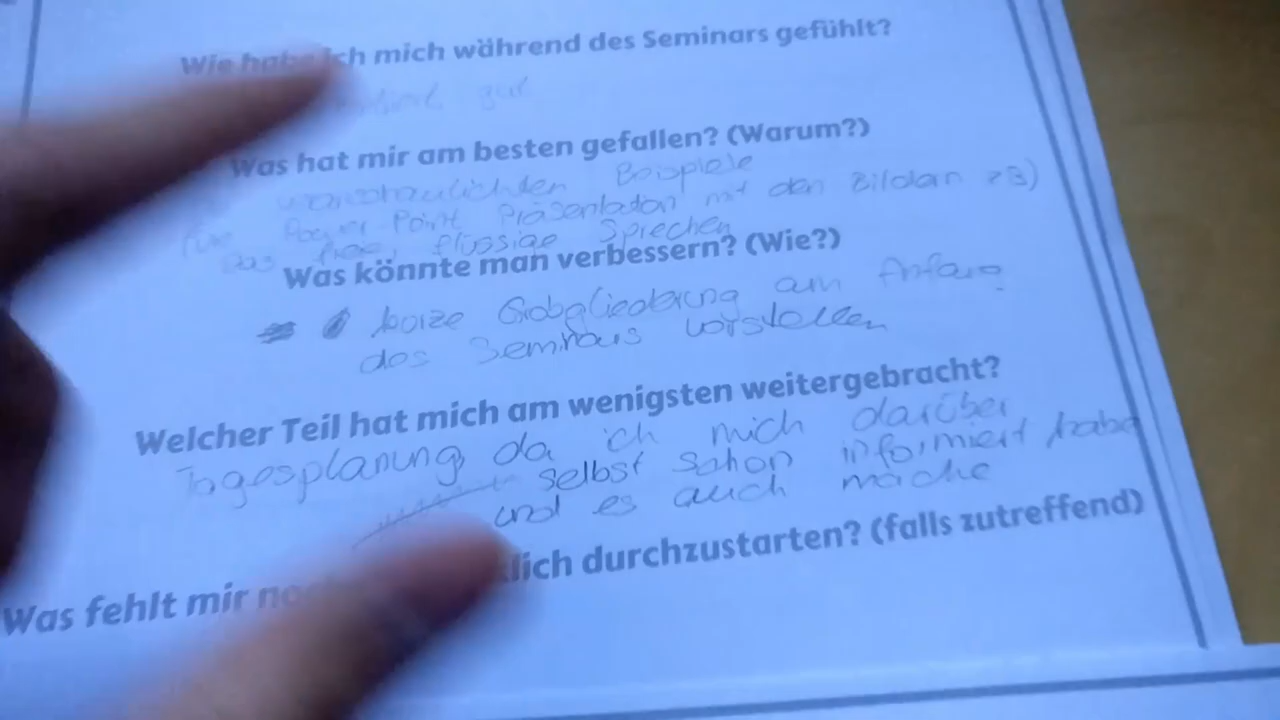 Wie habe ich mich während des Seminars gefühlt?
gut
Was hat mir am besten gefallen? (Warum?)
Beispiele
Power Point Präsentation mit den Bildern zB)
Das freie, flüssige Sprechen
Was könnte man verbessern? (Wie?)
kurze Grobgliederung am Anfang
des Seminars vorstellen
Welcher Teil hat mich am wenigsten weitergebracht?
Tagesplanung, da ich mich darüber
selbst schon informiert habe
und es auch mache
Was fehlt mir durchzustarten? (falls zutreffend)